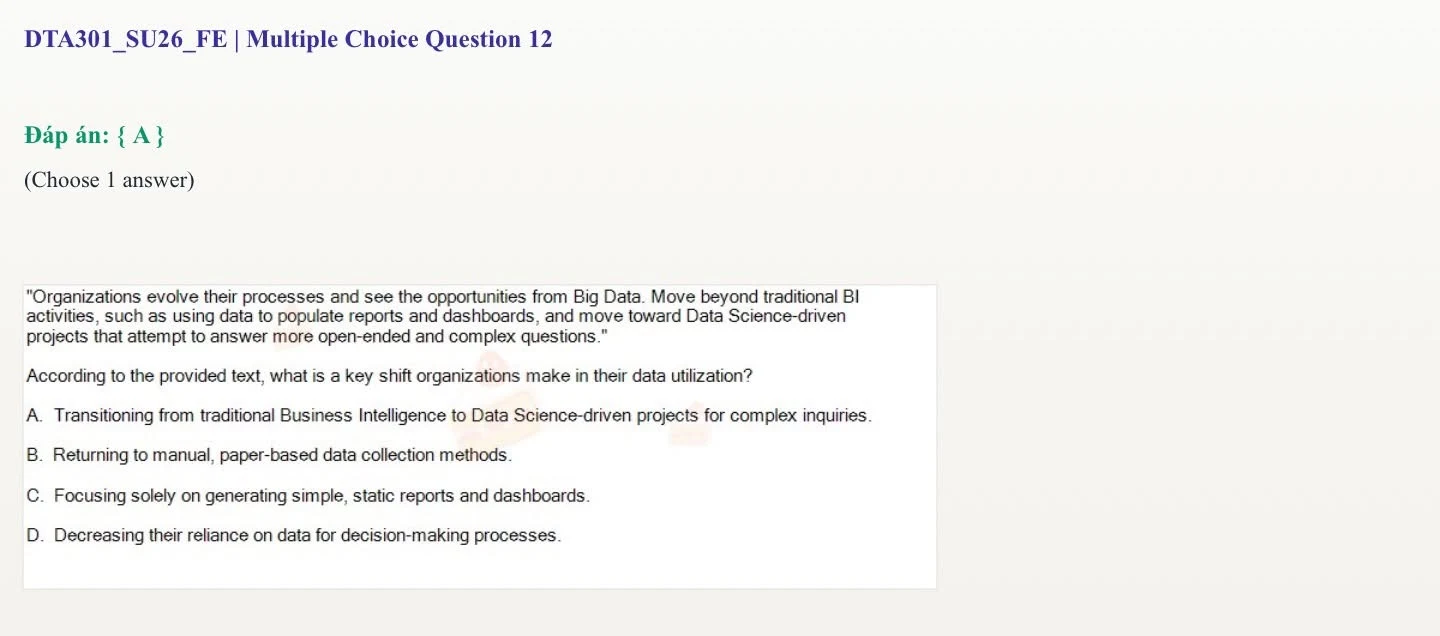 DTA301_SU26_FE | Multiple Choice Question 12
Đáp án: { A }
(Choose 1 answer)
"Organizations evolve their processes and see the opportunities from Big Data. Move beyond traditional BI
activities, such as using data to populate reports and dashboards, and move toward Data Science-driven
projects that attempt to answer more open-ended and complex questions."
According to the provided text, what is a key shift organizations make in their data utilization?
A. Transitioning from traditional Business Intelligence to Data Science-driven projects for complex inquiries.
B. Returning to manual, paper-based data collection methods.
C. Focusing solely on generating simple, static reports and dashboards.
D. Decreasing their reliance on data for decision-making processes.